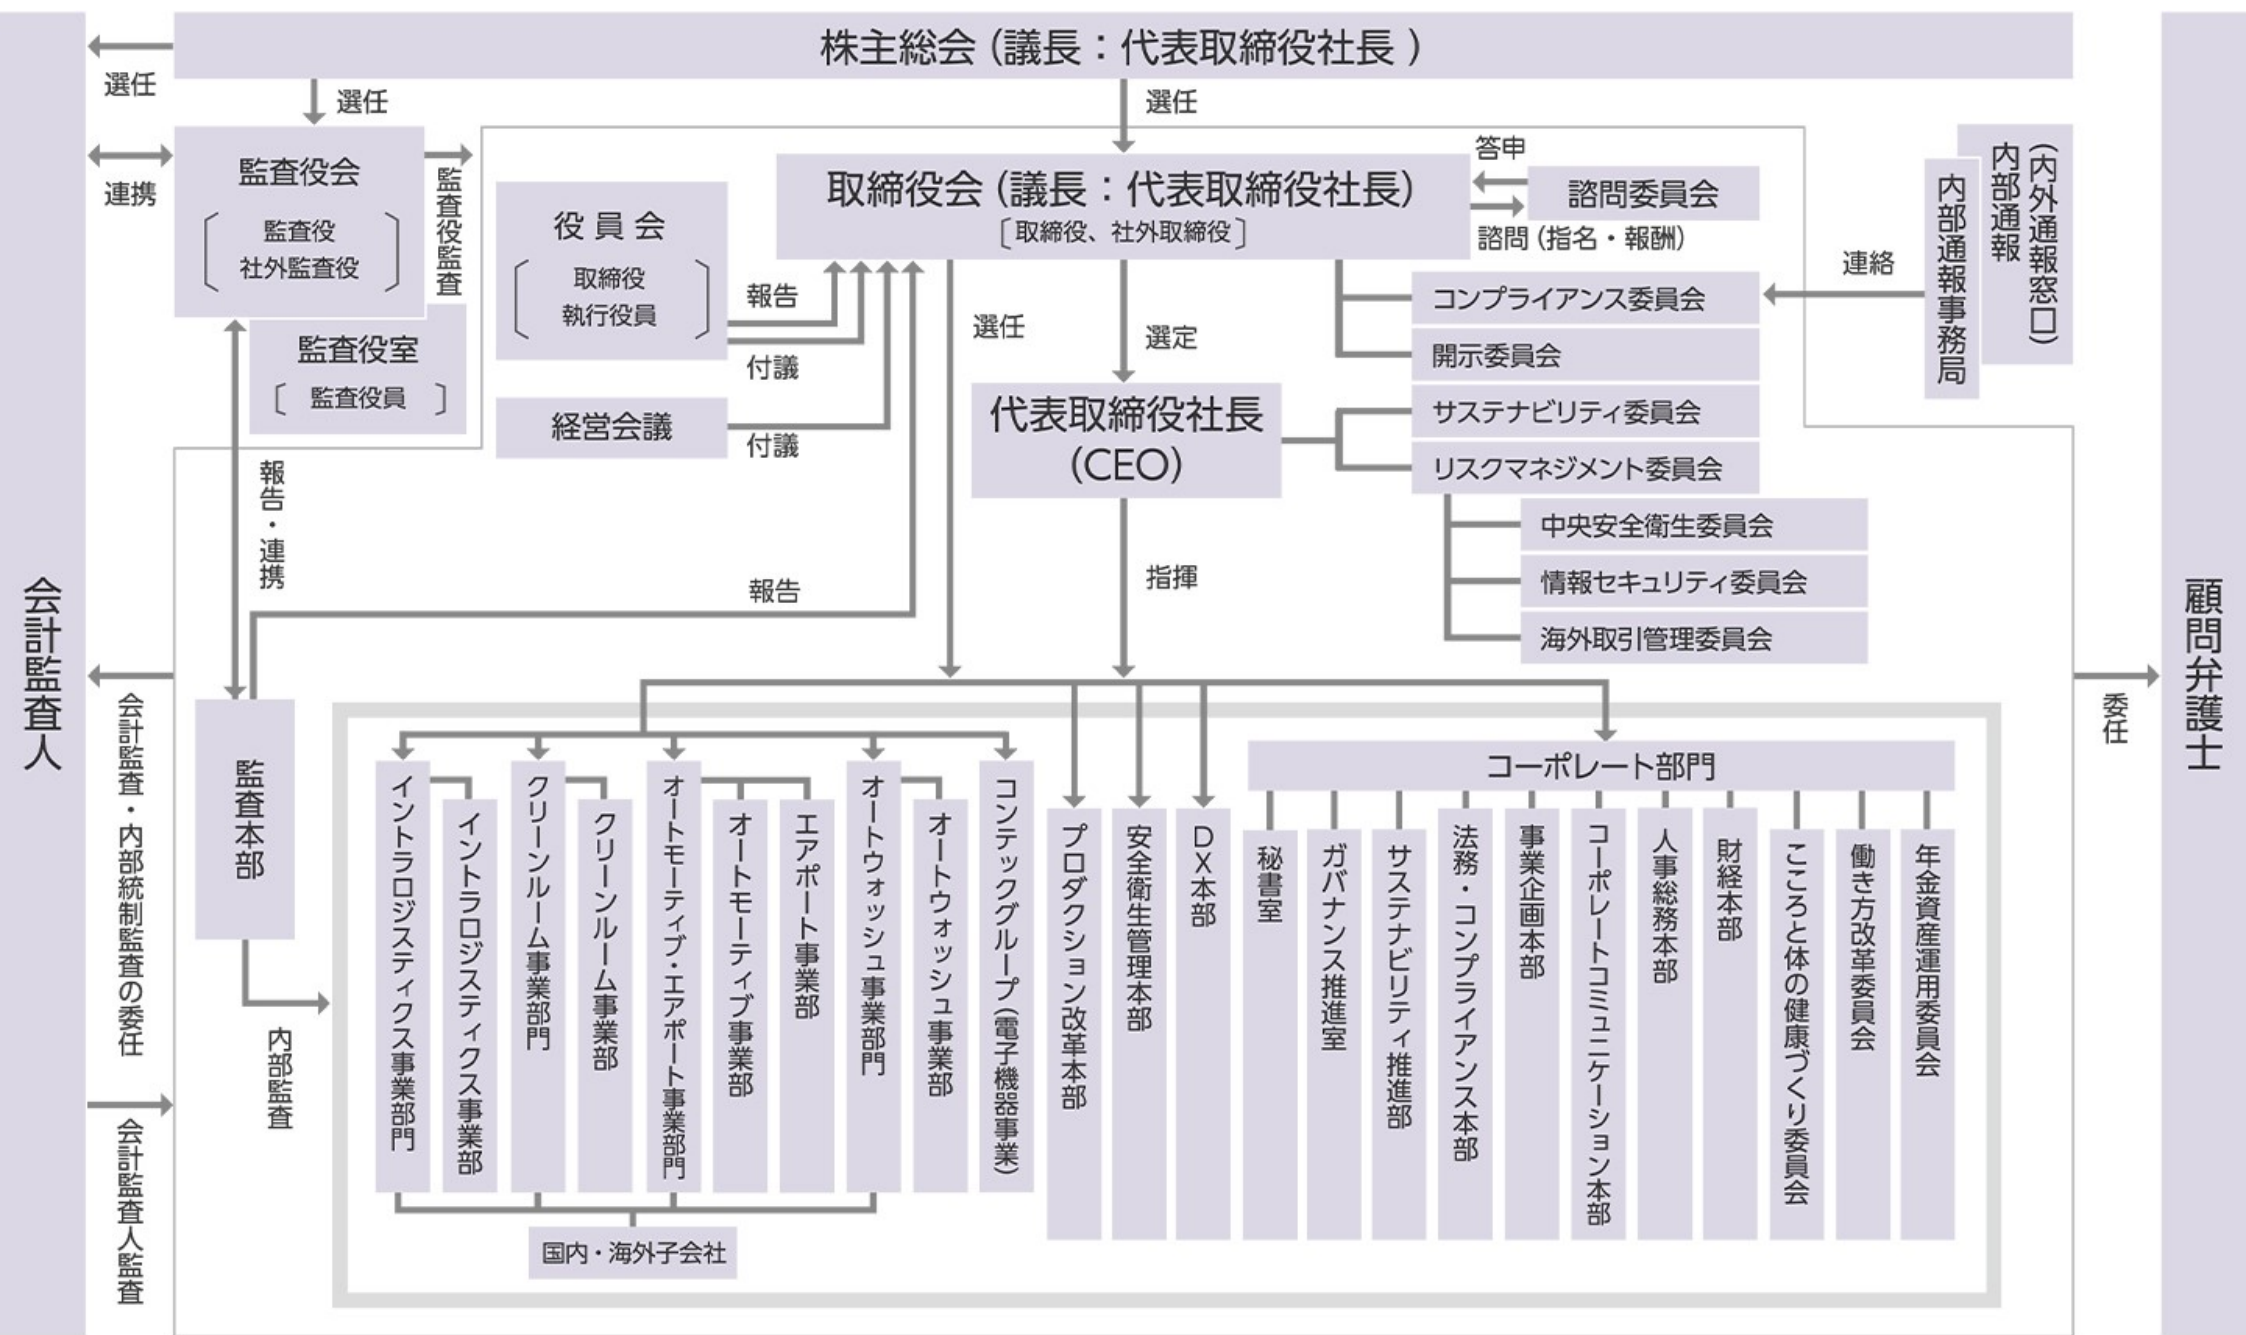 株主総会 (議長：代表取締役社長 )
選任
選任
選任
連携
監査役会
監査役
社外監査役
監査役監査
監査役室
監査役員
役 員 会
取締役
執行役員
報告
付議
経営会議
付議
取締役会 (議長：代表取締役社長)
〔取締役、社外取締役〕
答申
諮問委員会
諮問 (指名・報酬)
選任
選定
代表取締役社長
(CEO)
コンプライアンス委員会
開示委員会
サステナビリティ委員会
リスクマネジメント委員会
中央安全衛生委員会
情報セキュリティ委員会
海外取引管理委員会
連絡
内部通報事務局
内部通報
(内外通報窓口)
報告・連携
報告
指揮
会計監査人
顧問弁護士
委任
会計監査・内部統制監査の委任
会計監査人監査
監査本部
内部監査
イントラロジスティクス事業部門
イントラロジスティクス事業部
クリーンルーム事業部門
クリーンルーム事業部
オートモーティブ・エアポート事業部門
オートモーティブ事業部
エアポート事業部
オートウォッシュ事業部門
オートウォッシュ事業部
コンテックグループ(電子機器事業)
国内・海外子会社
プロダクション改革本部
安全衛生管理本部
DX本部
コーポレート部門
秘書室
ガバナンス推進室
サステナビリティ推進部
法務・コンプライアンス本部
事業企画本部
コーポレートコミュニケーション本部
人事総務本部
財経本部
こころと体の健康づくり委員会
働き方改革委員会
年金資産運用委員会